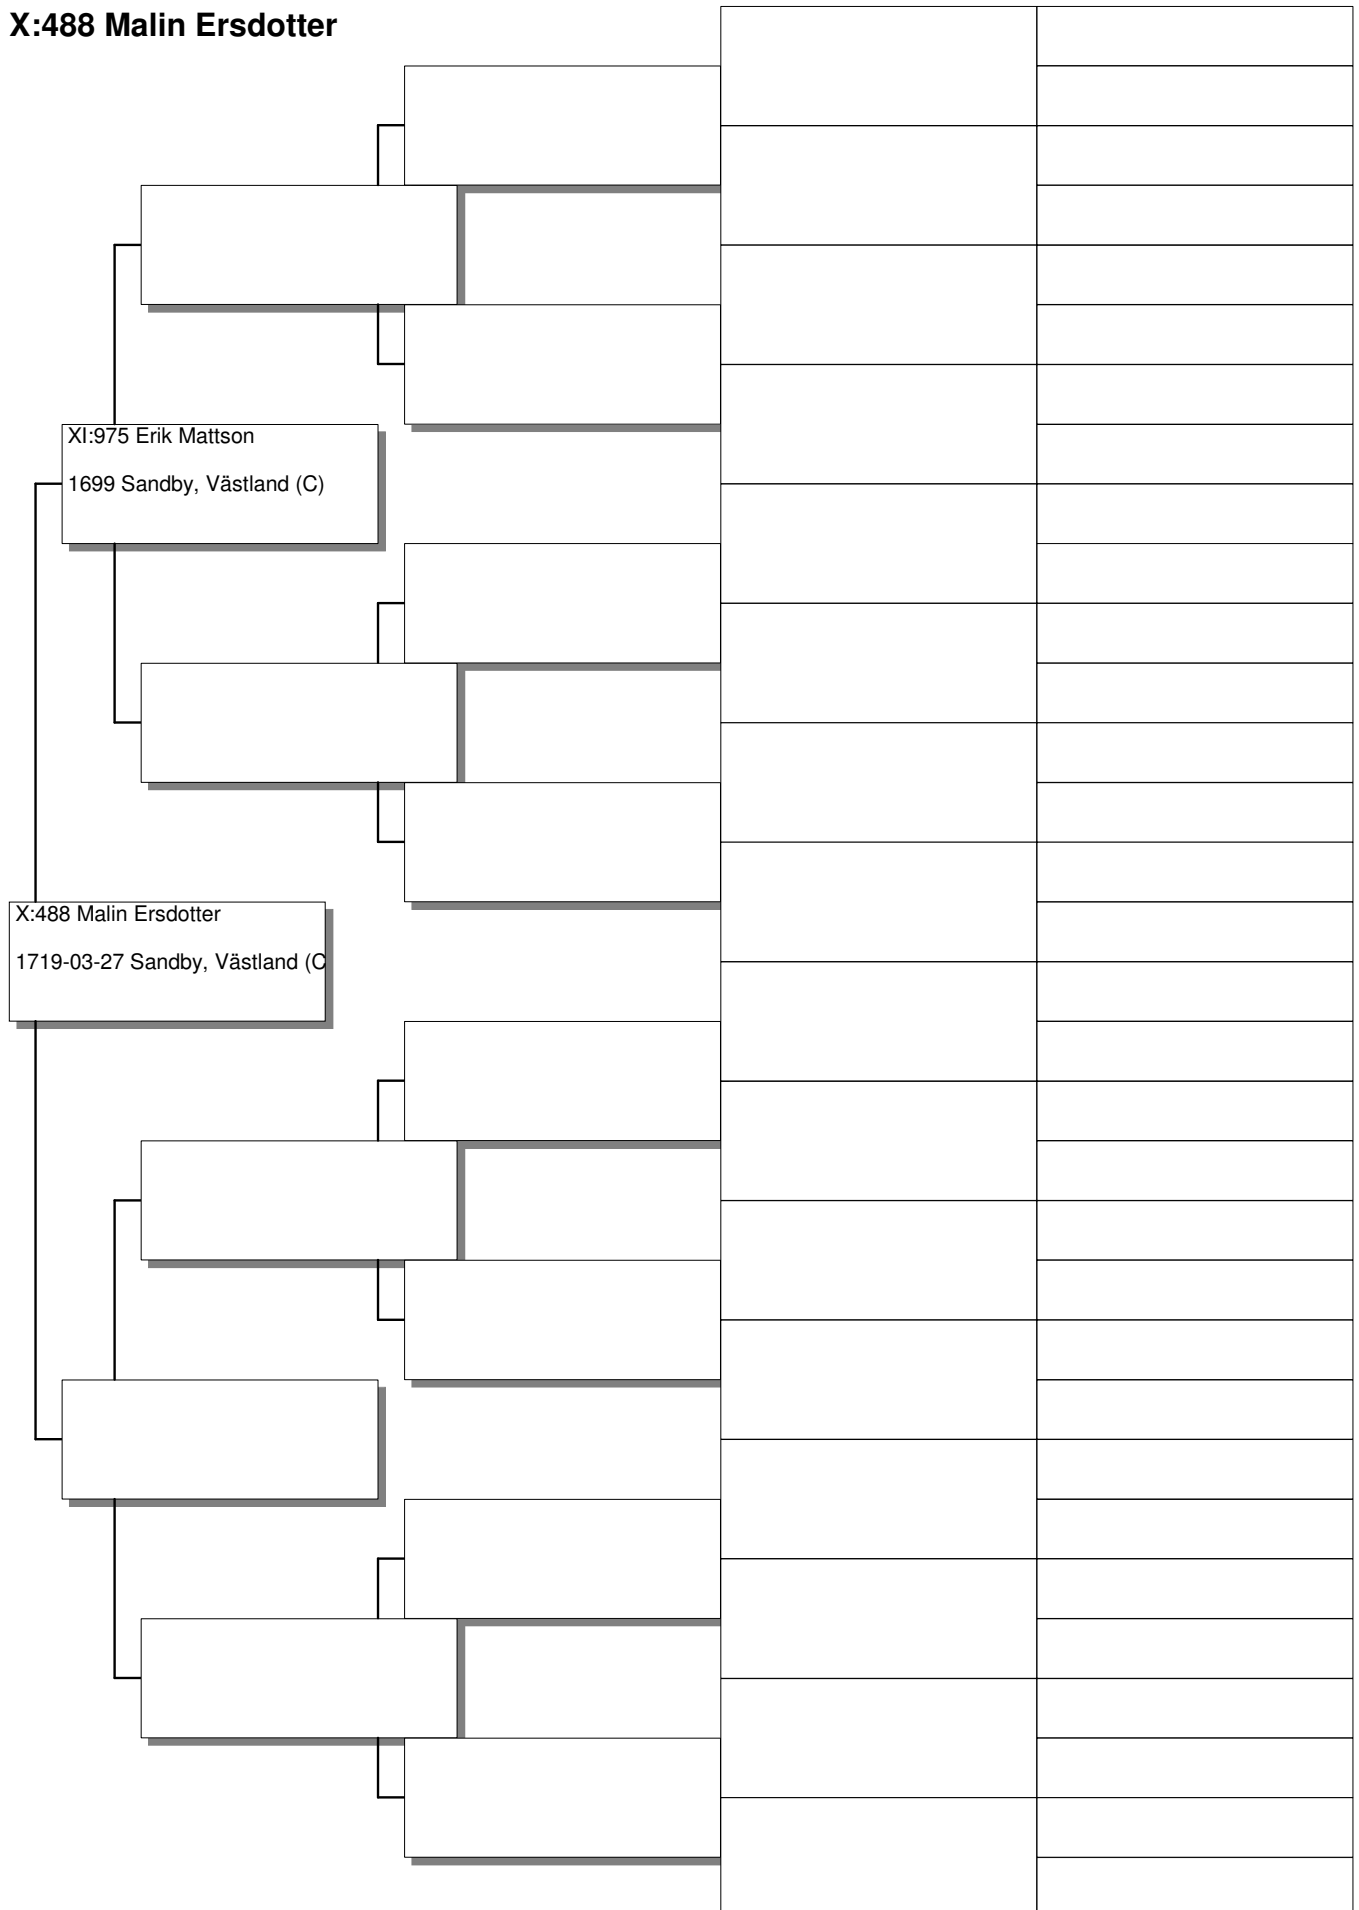 X:488 Malin Ersdotter
XI:975 Erik Mattson
1699 Sandby, Västland (C)
X:488 Malin Ersdotter
1719-03-27 Sandby, Västland (C